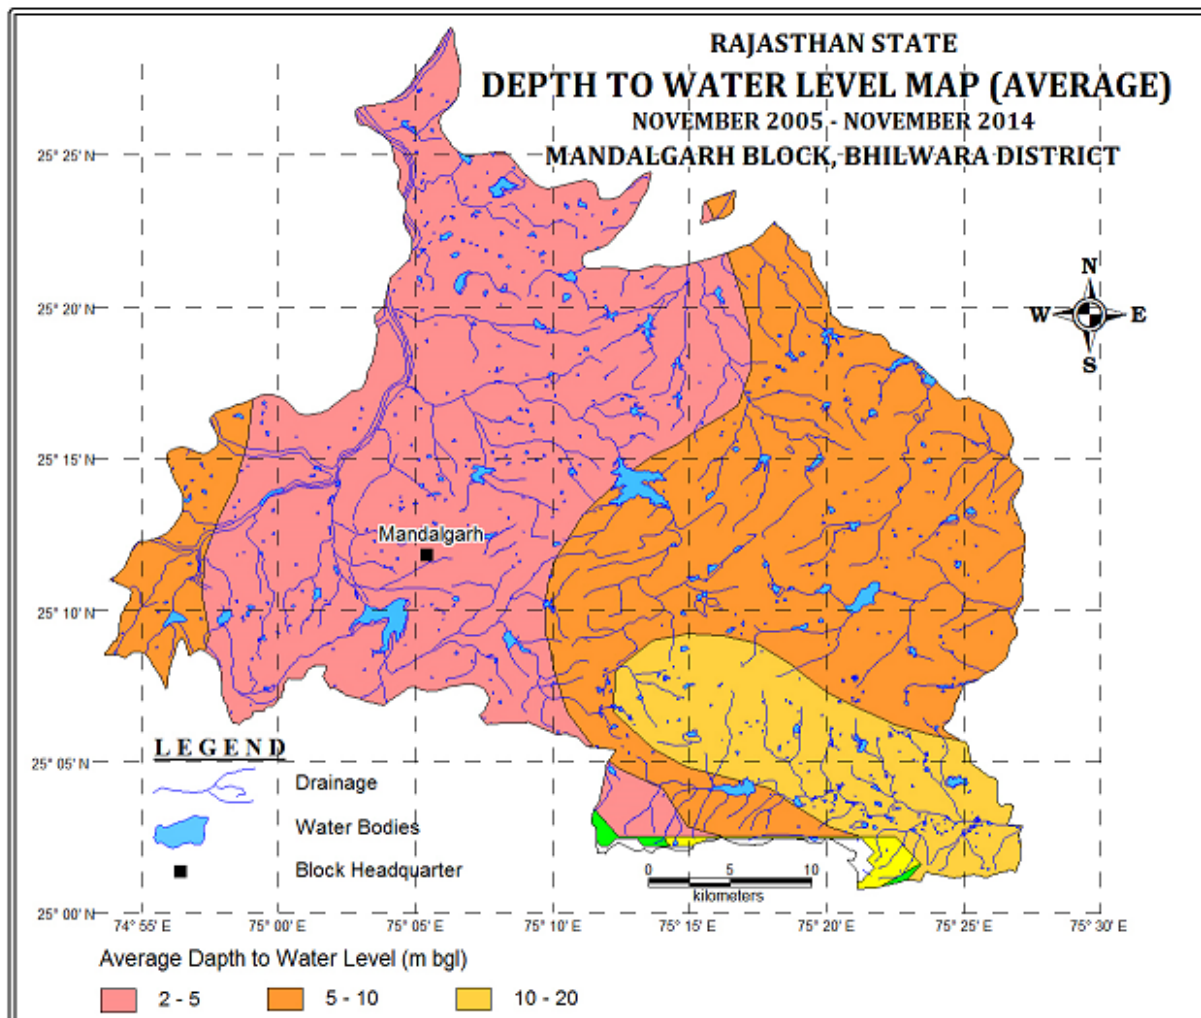 RAJASTHAN STATE
DEPTH TO WATER LEVEL MAP (AVERAGE)
NOVEMBER 2005 - NOVEMBER 2014
MANDALGARH BLOCK, BHILWARA DISTRICT
25° 25' N
N
25° 20' N
W E
S
25° 15' N
Mandalgarh
25° 10' N
LEGEND
25° 05' N
Drainage
Water Bodies
Block Headquarter
0 5 10
kilometers
25° 00' N
74° 55' E 75° 00' E 75° 05' E 75° 10' E 75° 15' E 75° 20' E 75° 25' E 75° 30' E
Average Dapth to Water Level (m bgl)
2 - 5 5 - 10 10 - 20